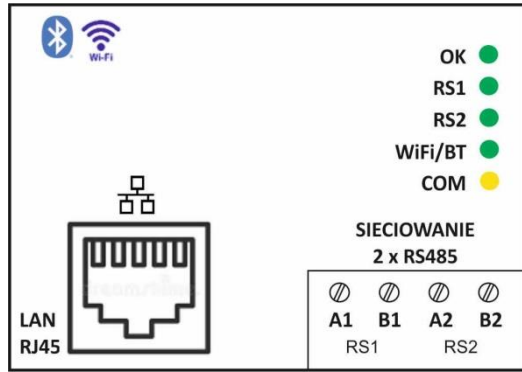 Wi-Fi
OK
RS1
RS2
WiFi/BT
COM
SIECIOWANIE
2 x RS485
A1 B1 A2 B2
RS1 RS2
LAN
RJ45